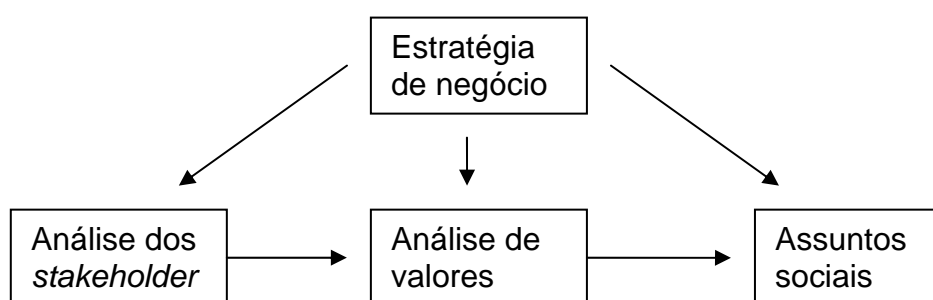 Estratégia
de negócio
Análise dos
stakeholder
Análise de
valores
Assuntos
sociais